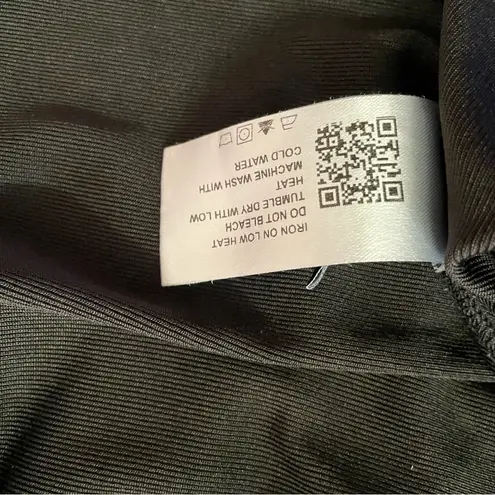 IRON ON LOW HEAT
DO NOT BLEACH
TUMBLE DRY WITH LOW
HEAT
MACHINE WASH WITH
COLD WATER